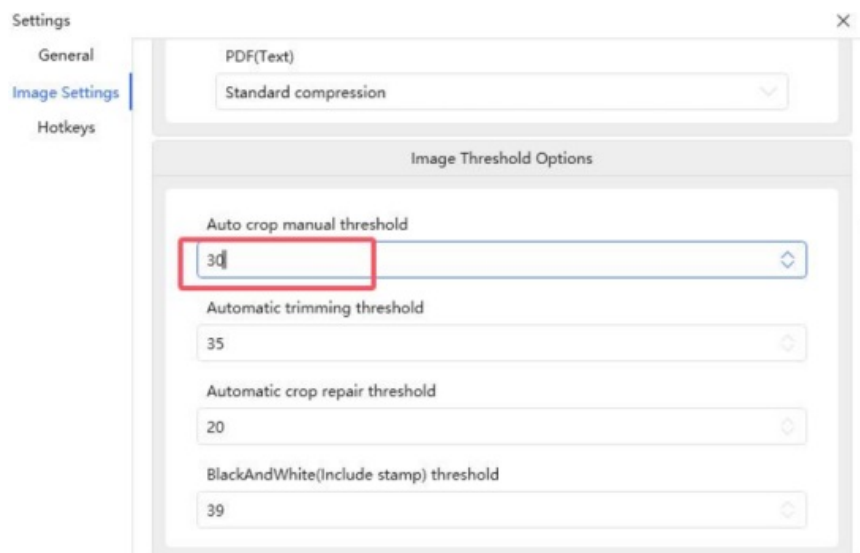 Settings
General
Image Settings
Hotkeys
PDF(Text)
Standard compression
Image Threshold Options
Auto crop manual threshold
30
Automatic trimming threshold
35
Automatic crop repair threshold
20
BlackAndWhite(Include stamp) threshold
39